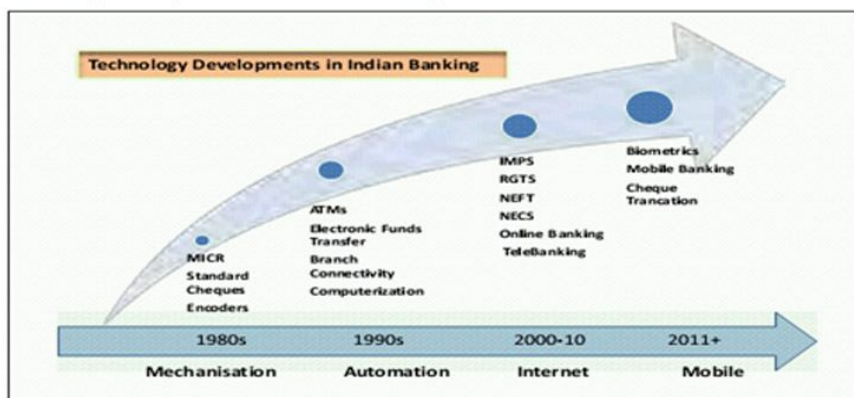 Technology Developments in Indian Banking
MICR
Standard
Cheques
Encoders
ATMs
Electronic Funds
Transfer
Branch
Connectivity
Computerization
IMPS
RGTS
NEFT
NECS
Online Banking
TeleBanking
Biometrics
Mobile Banking
Cheque
Trancation
1980s
1990s
2000-10
2011+
Mechanisation
Automation
Internet
Mobile